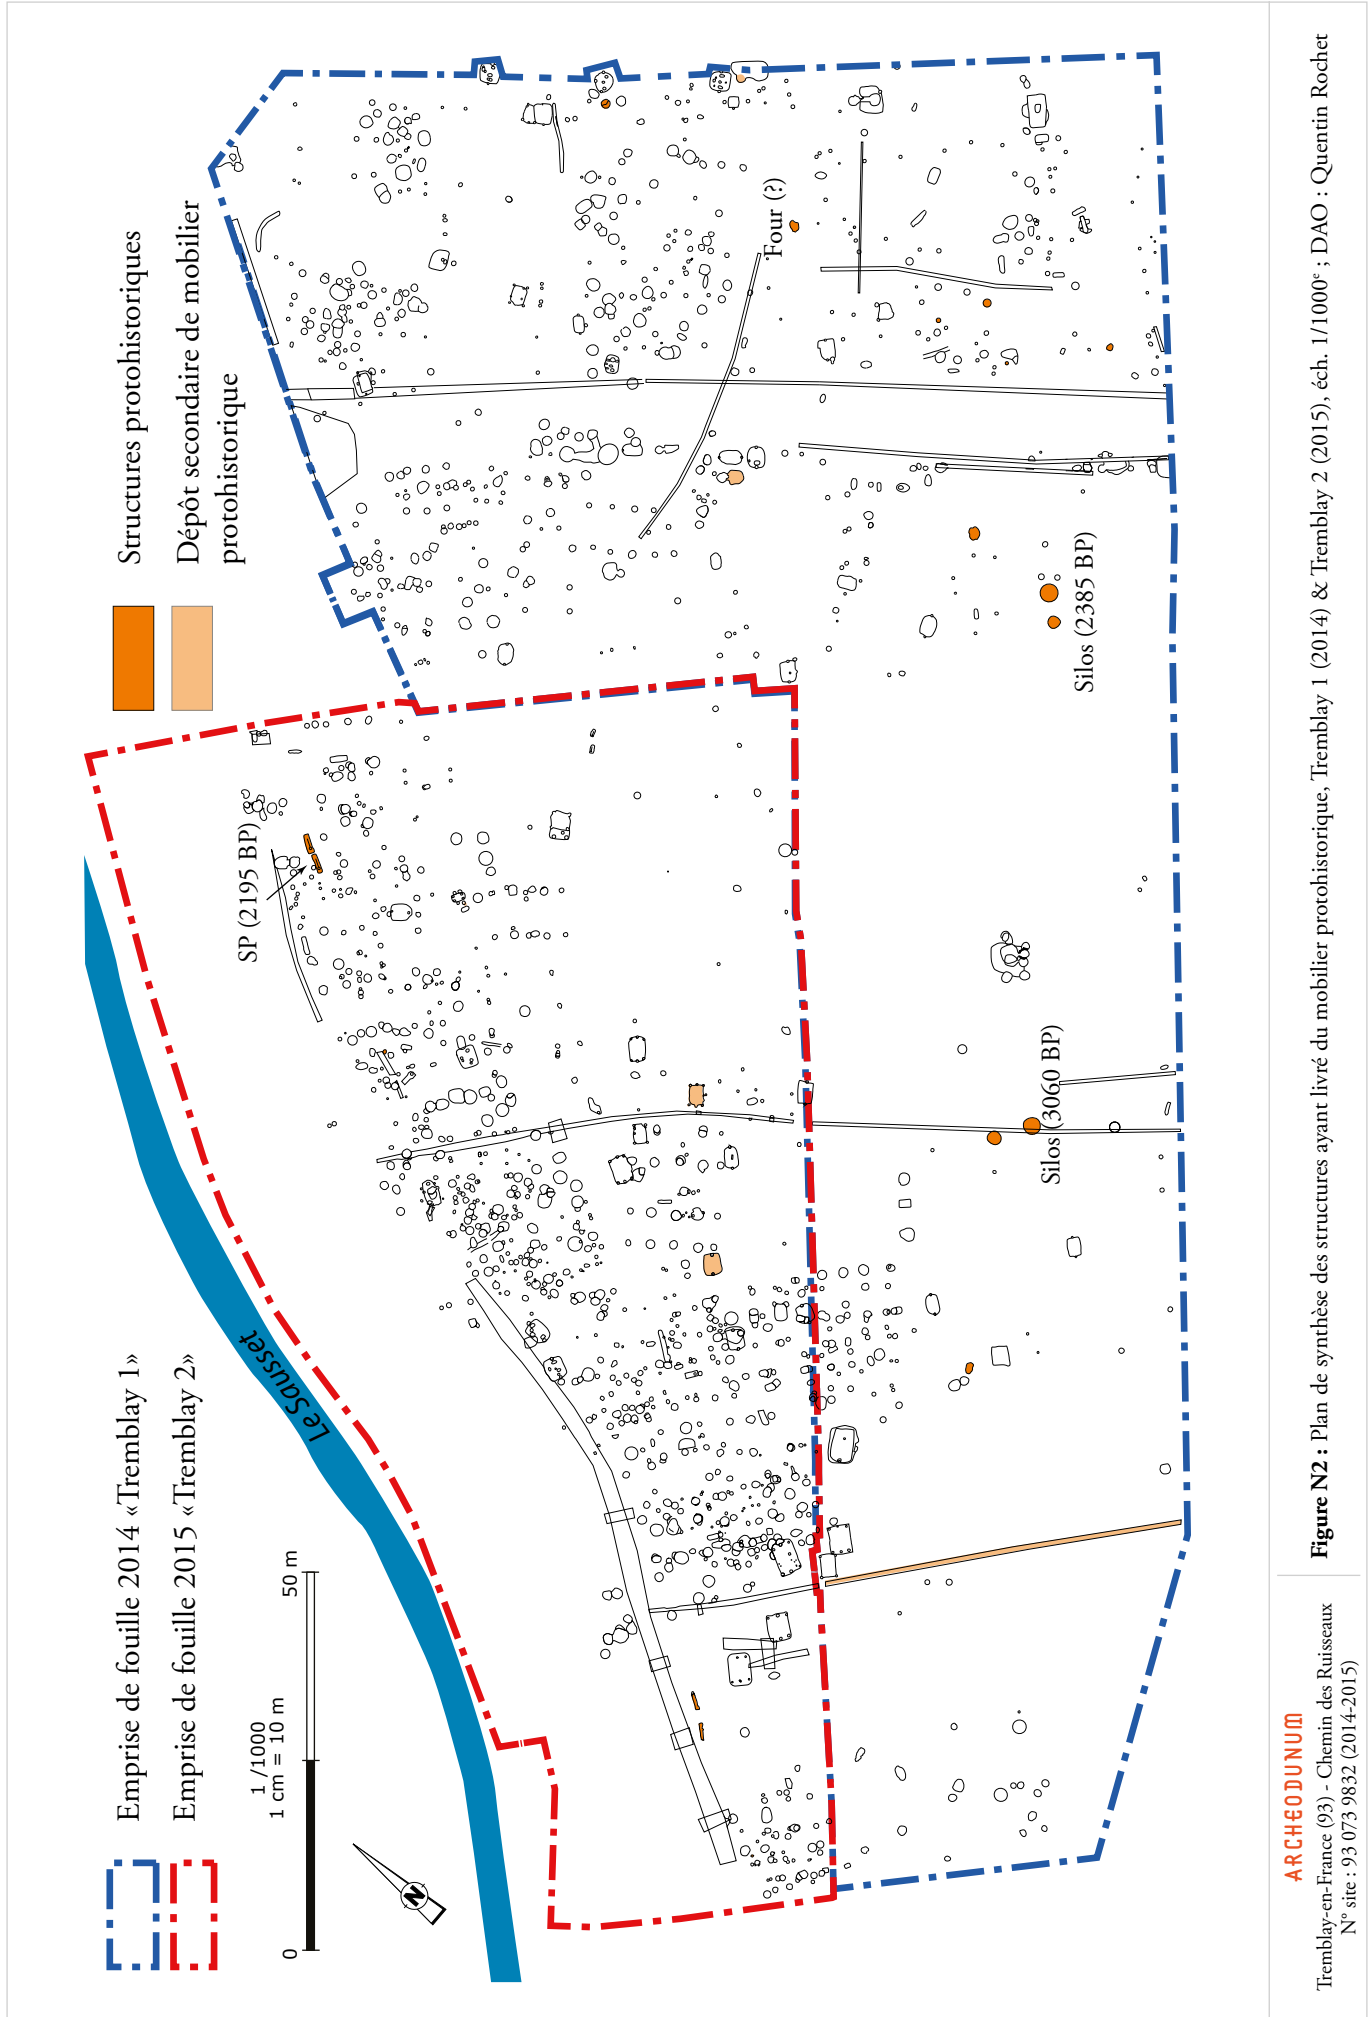 Emprise de fouille 2014 «Tremblay 1»
Emprise de fouille 2015 «Tremblay 2»
Structures protohistoriques
Dépôt secondaire de mobilier
protohistorique
1 /1000
1 cm = 10 m
0
50 m
N
Le Sausset
SP (2195 BP)
Four (?)
Silos (2385 BP)
Silos (3060 BP)
ARCHEODUNUM
Tremblay-en-France (93) - Chemin des Ruisseaux
N° site : 93 073 9832 (2014-2015)
Figure N2 : Plan de synthèse des structures ayant livré du mobilier protohistorique, Tremblay 1 (2014) & Tremblay 2 (2015), éch. 1/1000ᵉ ; DAO : Quentin Rochet